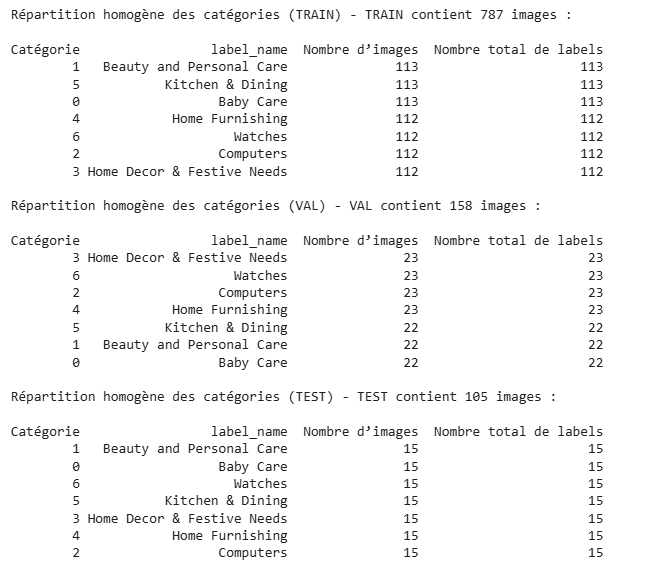 Répartition homogène des catégories (TRAIN) - TRAIN contient 787 images :
Catégorie label_name Nombre d’images Nombre total de labels
1 Beauty and Personal Care 113 113
5 Kitchen & Dining 113 113
0 Baby Care 113 113
4 Home Furnishing 112 112
6 Watches 112 112
2 Computers 112 112
3 Home Decor & Festive Needs 112 112
Répartition homogène des catégories (VAL) - VAL contient 158 images :
Catégorie label_name Nombre d’images Nombre total de labels
3 Home Decor & Festive Needs 23 23
6 Watches 23 23
2 Computers 23 23
4 Home Furnishing 23 23
5 Kitchen & Dining 22 22
1 Beauty and Personal Care 22 22
0 Baby Care 22 22
Répartition homogène des catégories (TEST) - TEST contient 105 images :
Catégorie label_name Nombre d’images Nombre total de labels
1 Beauty and Personal Care 15 15
0 Baby Care 15 15
6 Watches 15 15
5 Kitchen & Dining 15 15
3 Home Decor & Festive Needs 15 15
4 Home Furnishing 15 15
2 Computers 15 15